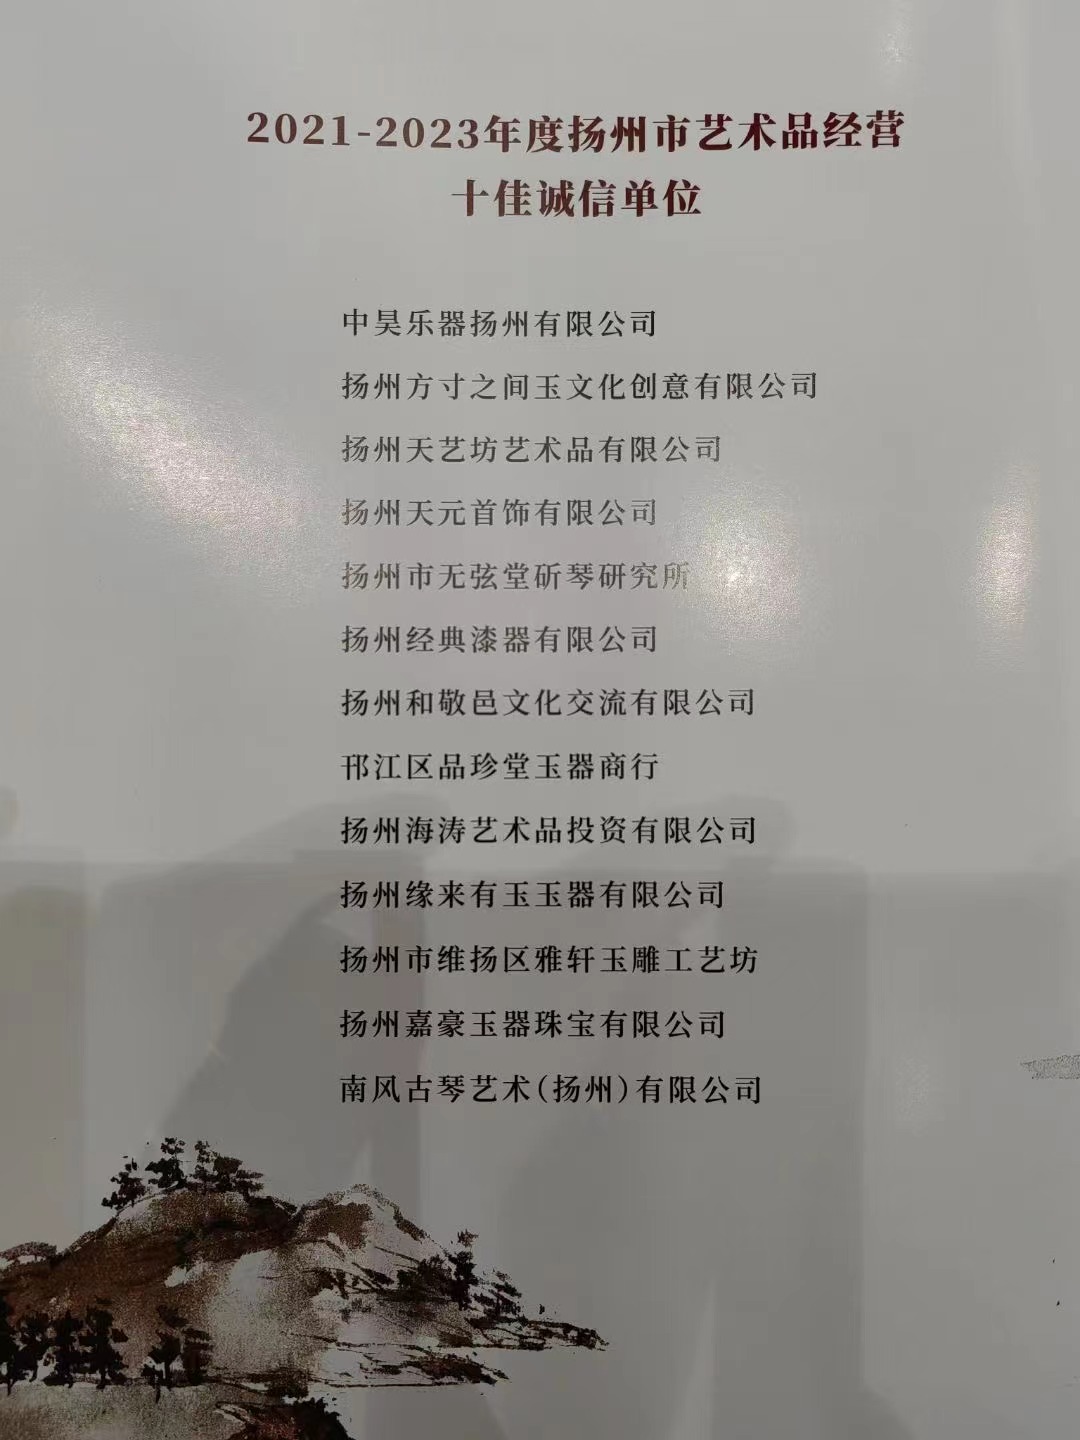 2021-2023年度扬州市艺术品经营
十佳诚信单位
中昊乐器扬州有限公司
扬州方寸之间玉文化创意有限公司
扬州天艺坊艺术品有限公司
扬州天元首饰有限公司
扬州市无弦堂斫琴研究所
扬州经典漆器有限公司
扬州和敬邑文化交流有限公司
邗江区品珍堂玉器商行
扬州海涛艺术品投资有限公司
扬州缘来有玉玉器有限公司
扬州市维扬区雅轩玉雕工艺坊
扬州嘉豪玉器珠宝有限公司
南风古琴艺术(扬州)有限公司